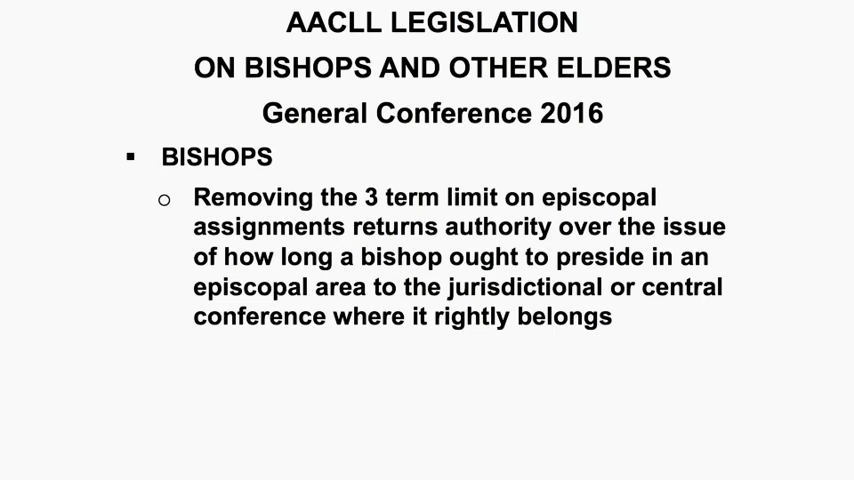 AACLL LEGISLATION
ON BISHOPS AND OTHER ELDERS
General Conference 2016
▪ BISHOPS
o Removing the 3 term limit on episcopal
assignments returns authority over the issue
of how long a bishop ought to preside in an
episcopal area to the jurisdictional or central
conference where it rightly belongs